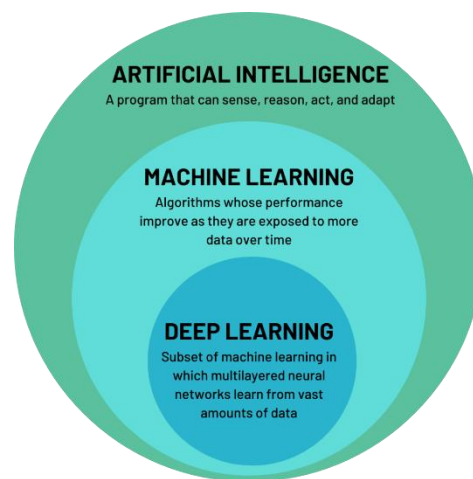 ARTIFICIAL INTELLIGENCE
A program that can sense, reason, act, and adapt
MACHINE LEARNING
Algorithms whose performance
improve as they are exposed to more
data over time
DEEP LEARNING
Subset of machine learning in
which multilayered neural
networks learn from vast
amounts of data